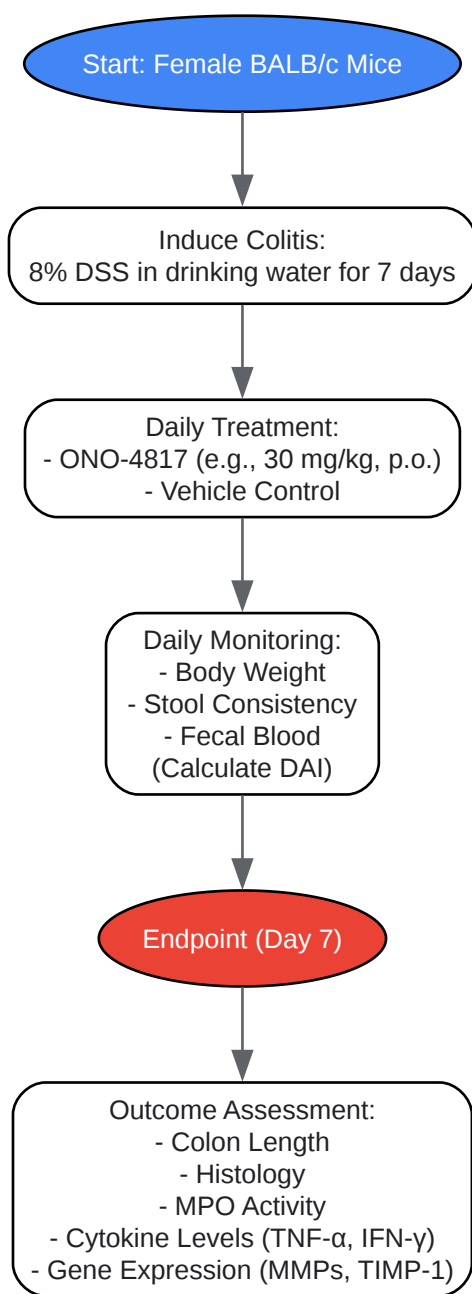 Start: Female BALB/c Mice
Induce Colitis:
8% DSS in drinking water for 7 days
Daily Treatment:
- ONO-4817 (e.g., 30 mg/kg, p.o.)
- Vehicle Control
Daily Monitoring:
- Body Weight
- Stool Consistency
- Fecal Blood
(Calculate DAI)
Endpoint (Day 7)
Outcome Assessment:
- Colon Length
- Histology
- MPO Activity
- Cytokine Levels (TNF-α, IFN-γ)
- Gene Expression (MMPs, TIMP-1)